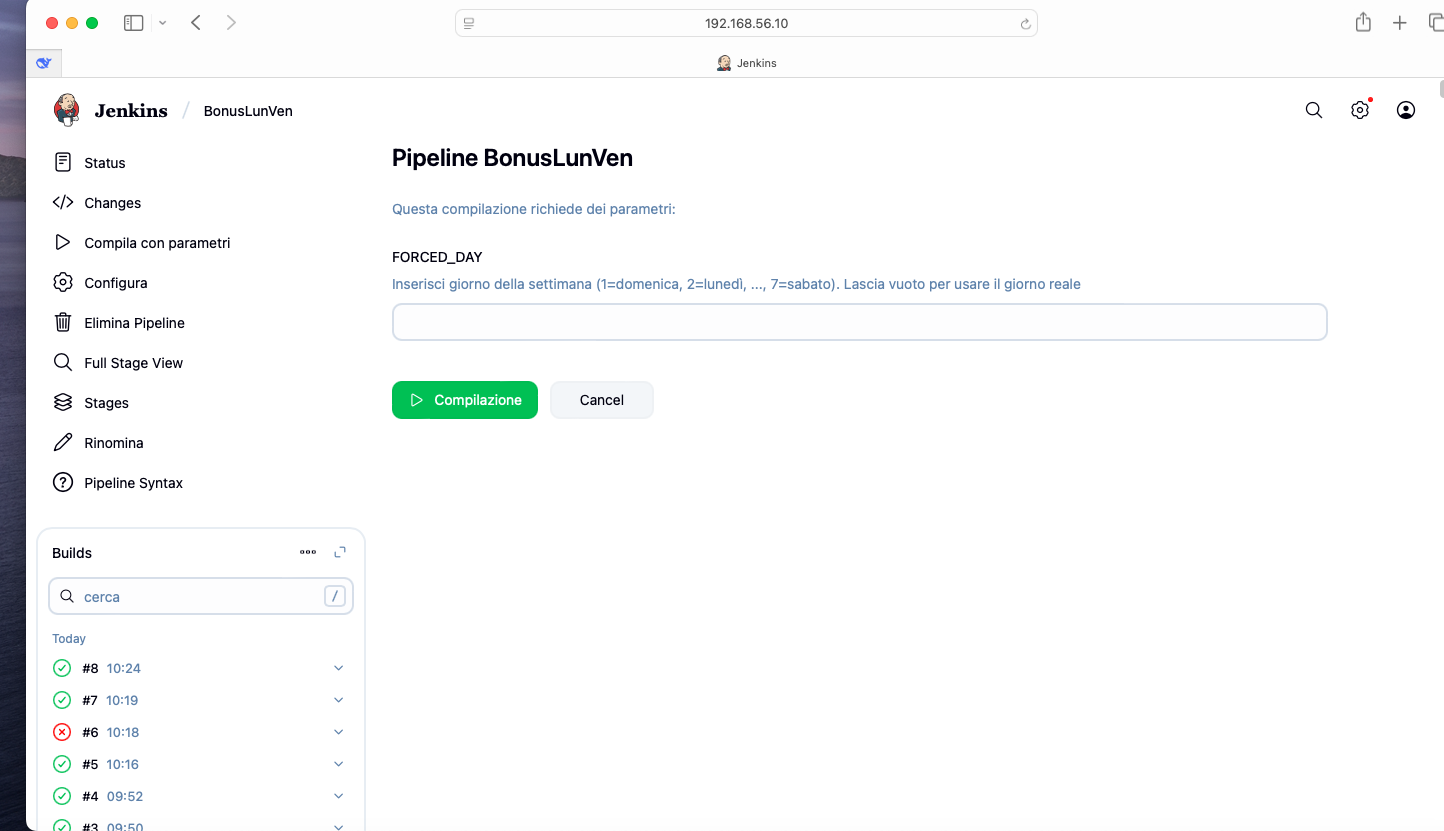 192.168.56.10
Jenkins
Jenkins / BonusLunVen
Status
Changes
Compila con parametri
Configura
Elimina Pipeline
Full Stage View
Stages
Rinomina
Pipeline Syntax
Builds
cerca /
Today
#8 10:24
#7 10:19
#6 10:18
#5 10:16
#4 09:52
#3 09:50
Pipeline BonusLunVen
Questa compilazione richiede dei parametri:
FORCED_DAY
Inserisci giorno della settimana (1=domenica, 2=lunedì, ..., 7=sabato). Lascia vuoto per usare il giorno reale
Compilazione Cancel